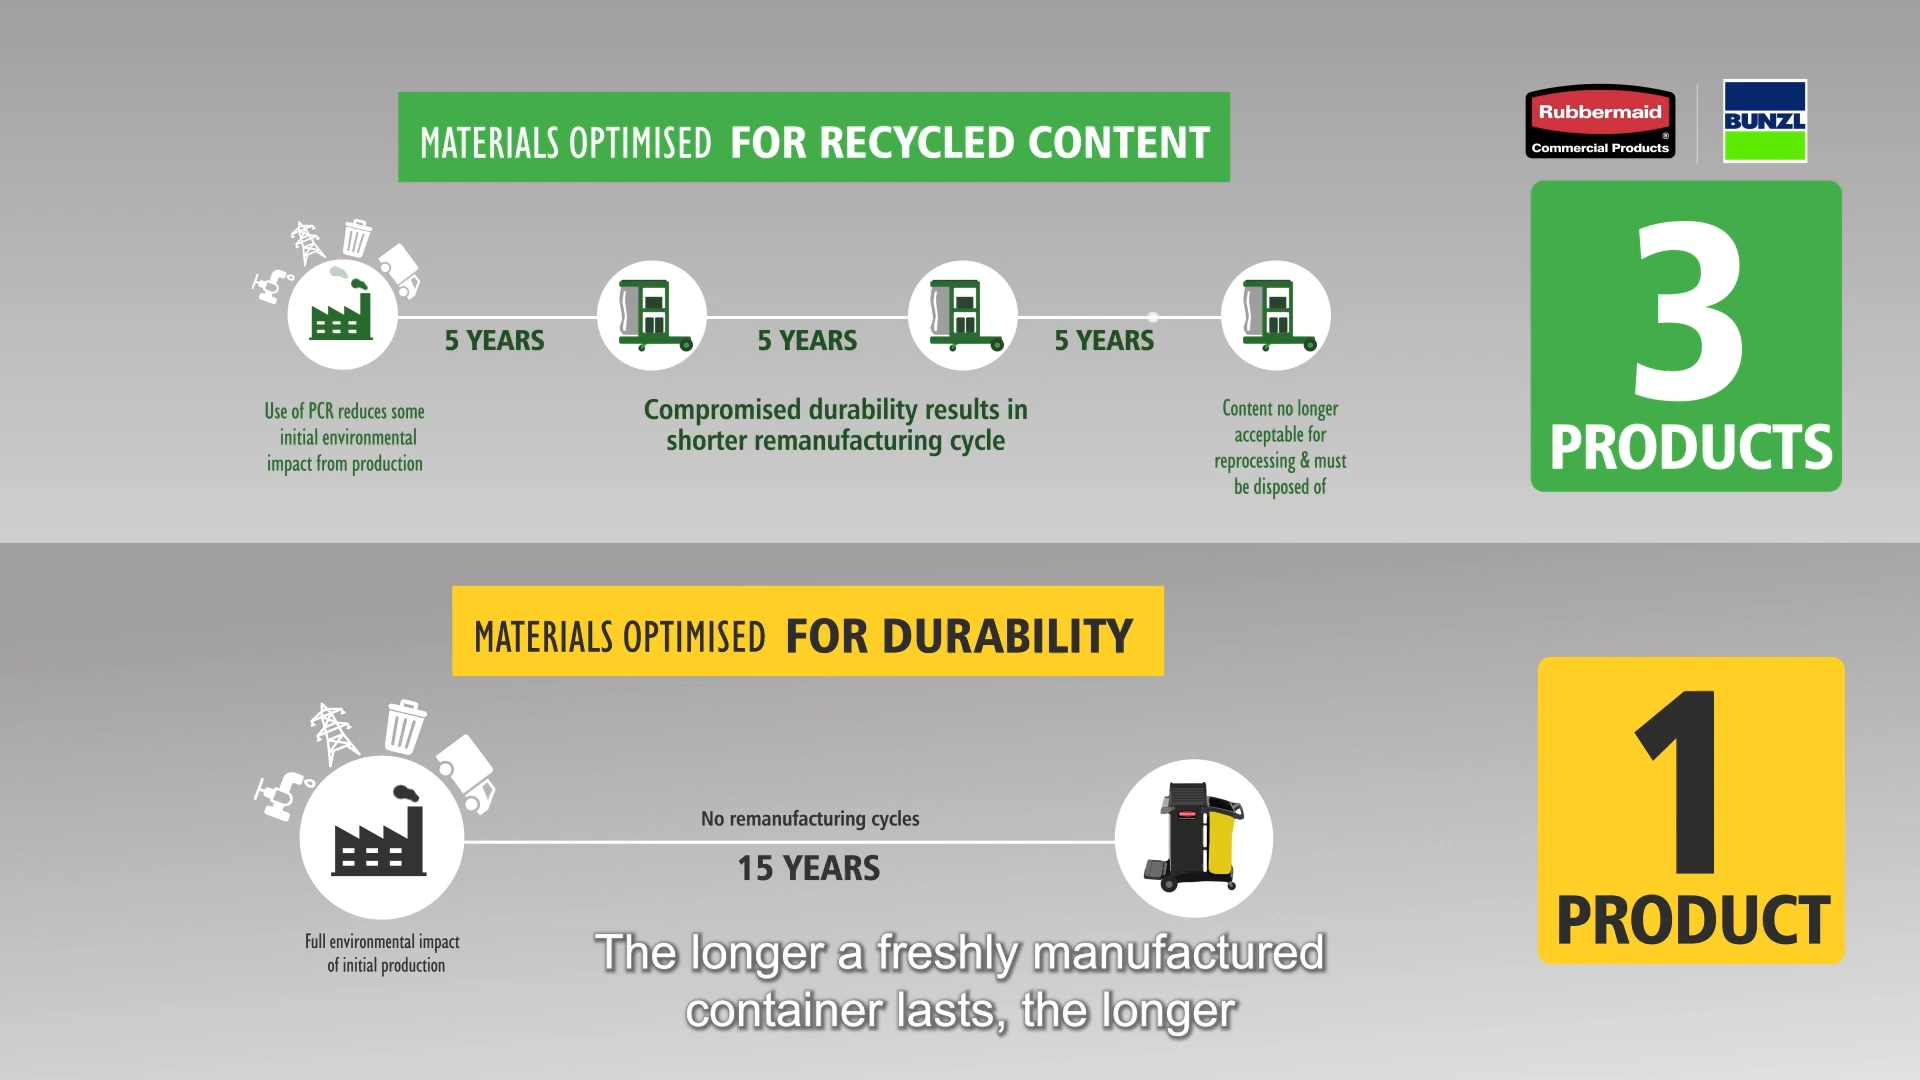 MATERIALS OPTIMISED FOR RECYCLED CONTENT
Rubbermaid
®
Commercial Products
BUNZL
5 YEARS
5 YEARS
5 YEARS
Use of PCR reduces some
initial environmental
impact from production
Compromised durability results in
shorter remanufacturing cycle
Content no longer
acceptable for
reprocessing & must
be disposed of
3
PRODUCTS
MATERIALS OPTIMISED FOR DURABILITY
No remanufacturing cycles
15 YEARS
Full environmental impact
of initial production
1
PRODUCT
The longer a freshly manufactured
container lasts, the longer